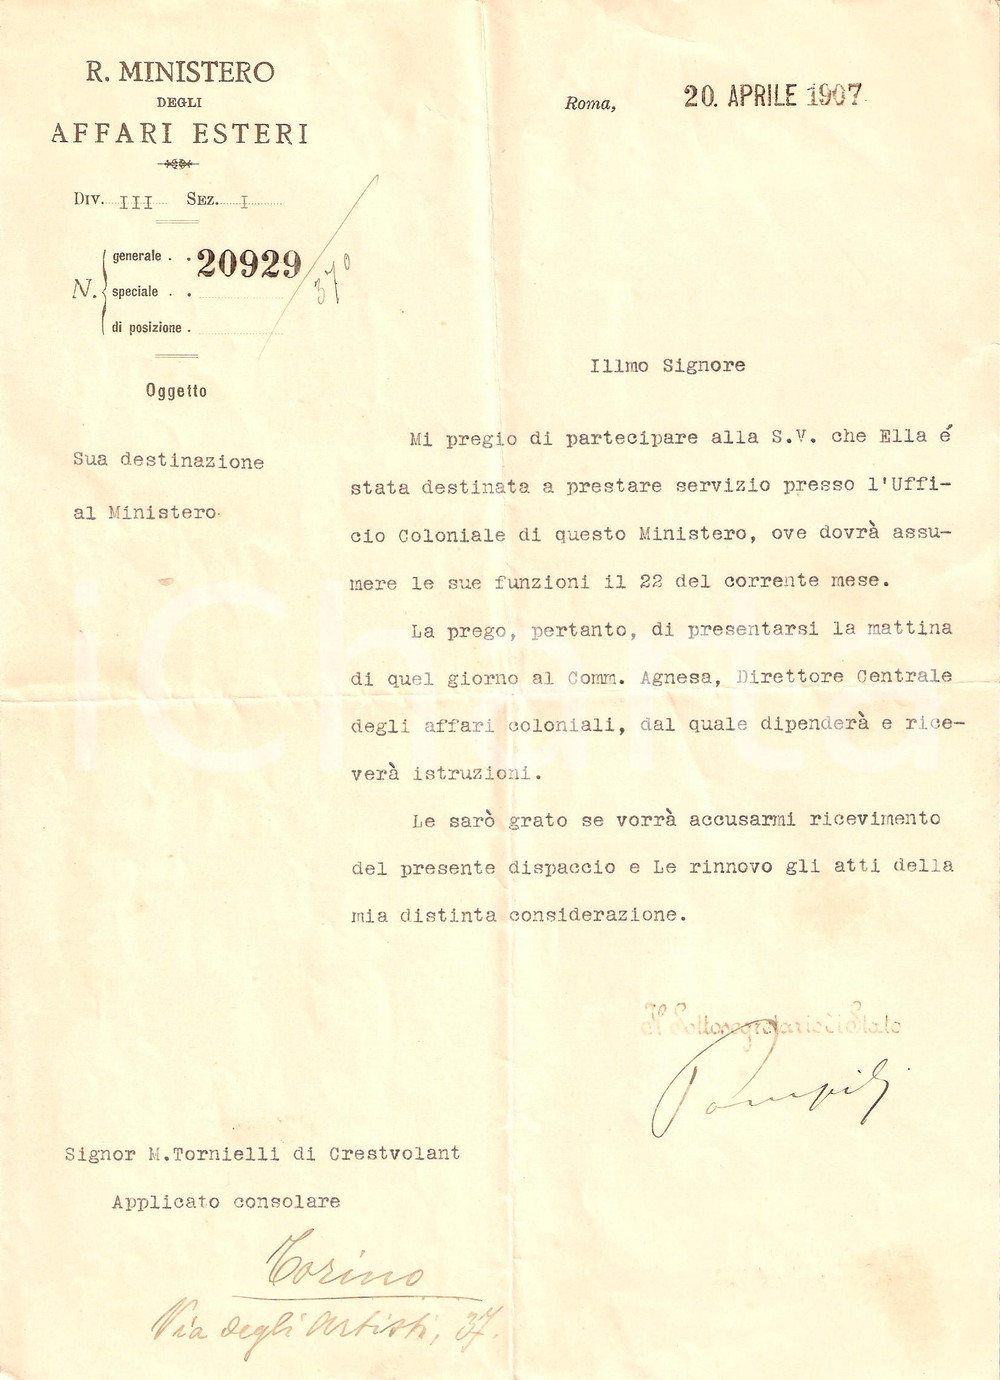 R. MINISTERO
DEGLI
AFFARI ESTERI
Roma, 20. APRILE 1907
Div. III Sez. I
N. generale . . 20929/37°
speciale . .
di posizione .
Oggetto
Sua destinazione
al Ministero.
Illmo Signore
Mi pregio di partecipare alla S.V. che Ella é
stata destinata a prestare servizio presso l'Uffi-
cio Coloniale di questo Ministero, ove dovrà assu-
mere le sue funzioni il 22 del corrente mese.
La prego, pertanto, di presentarsi la mattina
di quel giorno al Comm. Agnesa, Direttore Centrale
degli affari coloniali, dal quale dipenderà e rice-
verà istruzioni.
Le sarò grato se vorrà accusarmi ricevimento
del presente dispaccio e Le rinnovo gli atti della
mia distinta considerazione.
Il Sottosegretario di Stato
Pompilj
Signor M.Tornielli di Crestvolant
Applicato consolare
Torino
Via degli Artisti, 37.
iCharta